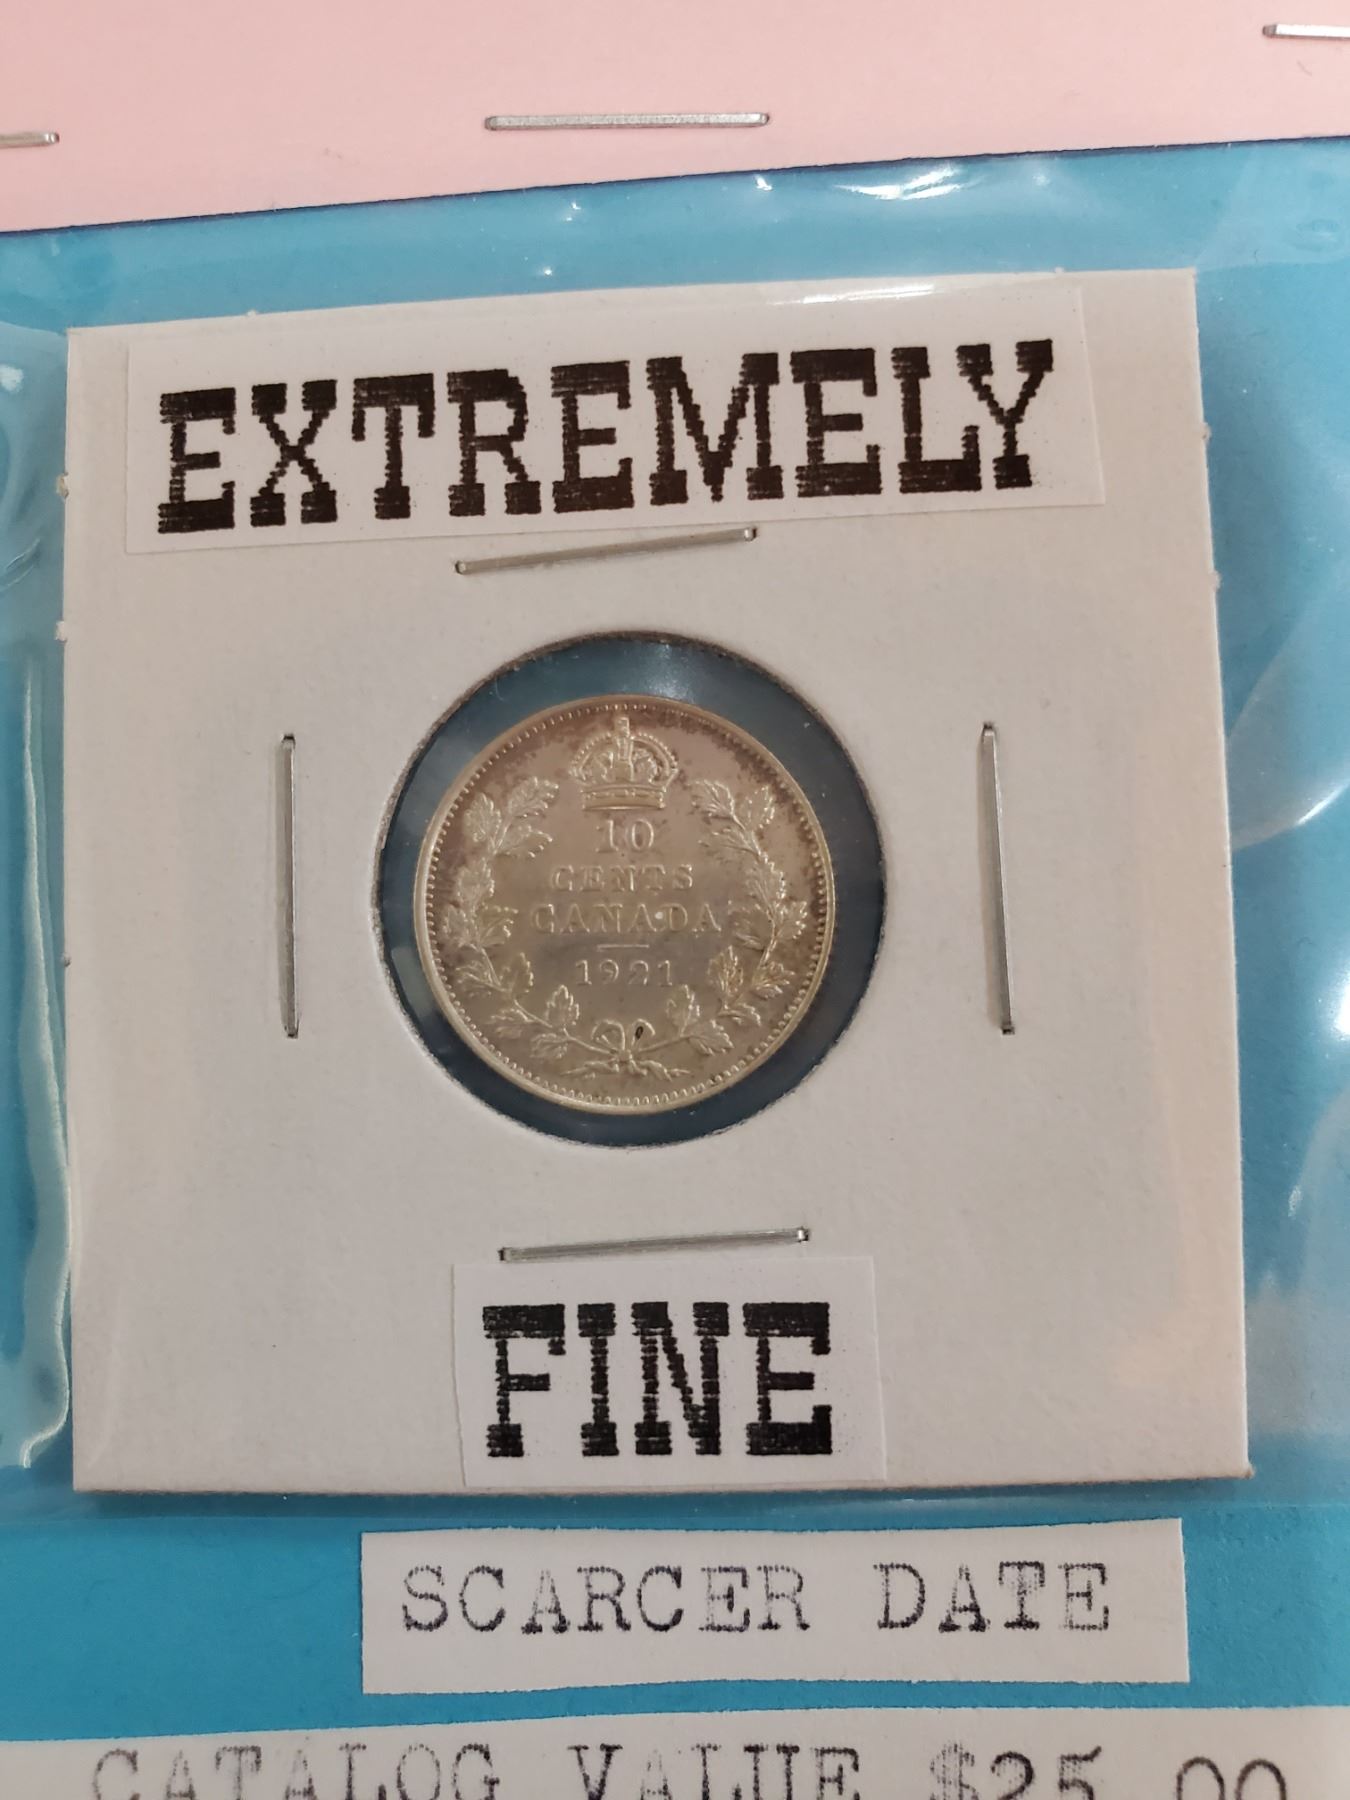 EXTREMELY
10
CENTS
CANADA
1921
FINE
SCARCER DATE
CATALOG VALUE $25.00